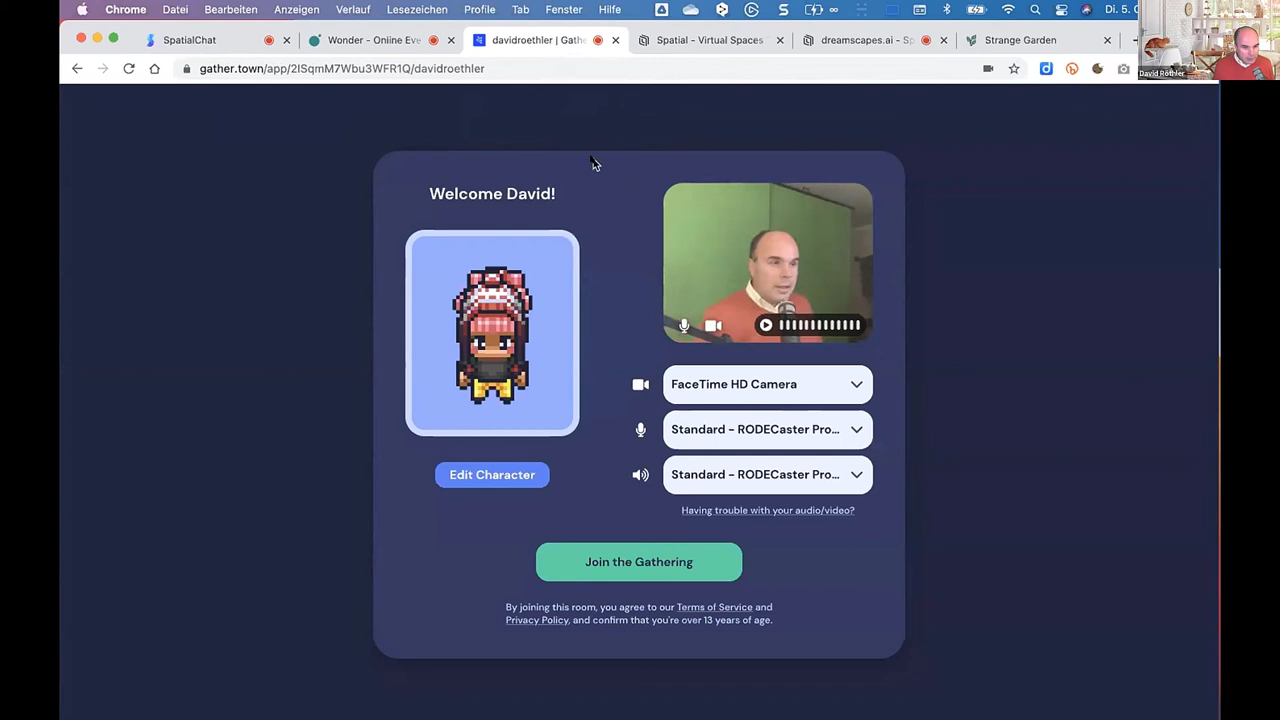 Chrome Datei Bearbeiten Anzeigen Verlauf Lesezeichen Profile Tab Fenster Hilfe Di. 5.
SpatialChat
Wonder - Online Eve
davidroethler | Gathe
Spatial - Virtual Spaces
dreamscapes.ai - Sp
Strange Garden
gather.town/app/2ISqmM7Wbu3WFR1Q/davidroethler
David Röthler
Welcome David!
FaceTime HD Camera
Standard - RODECaster Pro...
Edit Character
Standard - RODECaster Pro...
Having trouble with your audio/video?
Join the Gathering
By joining this room, you agree to our Terms of Service and
Privacy Policy, and confirm that you're over 13 years of age.